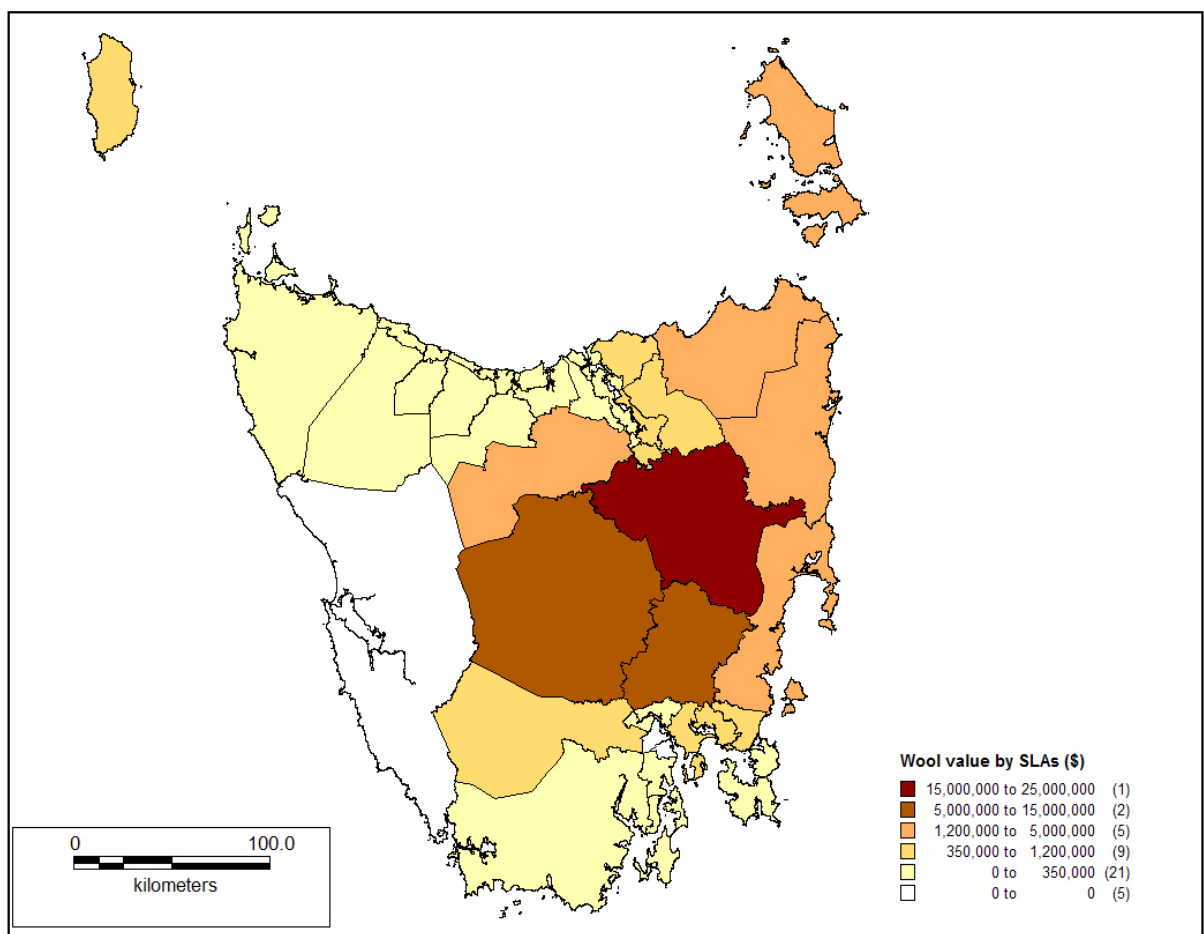 Wool value by SLAs ($)
15,000,000 to 25,000,000 (1)
5,000,000 to 15,000,000 (2)
1,200,000 to 5,000,000 (5)
350,000 to 1,200,000 (9)
0 to 350,000 (21)
0 to 0 (5)
0 100.0
kilometers